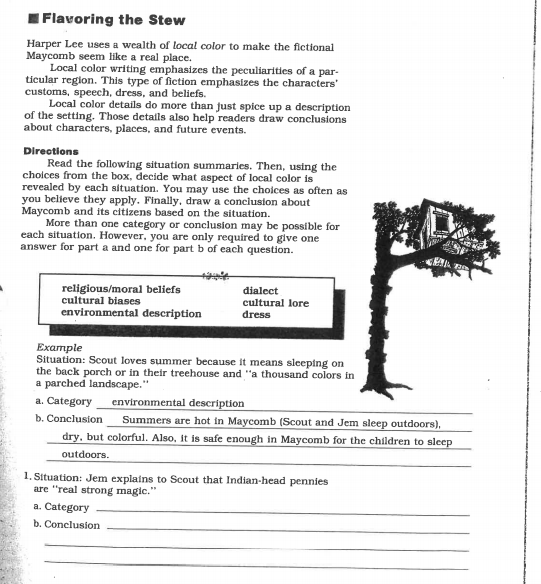 Flavoring the Stew
Harper Lee uses a wealth of local color to make the fictional
Maycomb seem like a real place.
Local color writing emphasizes the peculiarities of a par-
ticular region. This type of fiction emphasizes the characters'
customs, speech, dress, and beliefs.
Local color details do more than just spice up a description
of the setting. Those details also help readers draw conclusions
about characters, places, and future events.
Directions
Read the following situation summaries. Then, using the
choices from the box, decide what aspect of local color is
revealed by each situation. You may use the choices as often as
you believe they apply. Finally, draw a conclusion about
Maycomb and its citizens based on the situation.
More than one category or conclusion may be possible for
each situation. However, you are only required to give one
answer for part a and one for part b of each question.
religious/moral beliefs dialect
cultural biases cultural lore
environmental description dress
Example
Situation: Scout loves summer because it means sleeping on
the back porch or in their treehouse and "a thousand colors in
a parched landscape."
a. Category environmental description
b. Conclusion Summers are hot in Maycomb (Scout and Jem sleep outdoors),
dry, but colorful. Also, it is safe enough in Maycomb for the children to sleep
outdoors.
1. Situation: Jem explains to Scout that Indian-head pennies
are "real strong magic."
a. Category
b. Conclusion